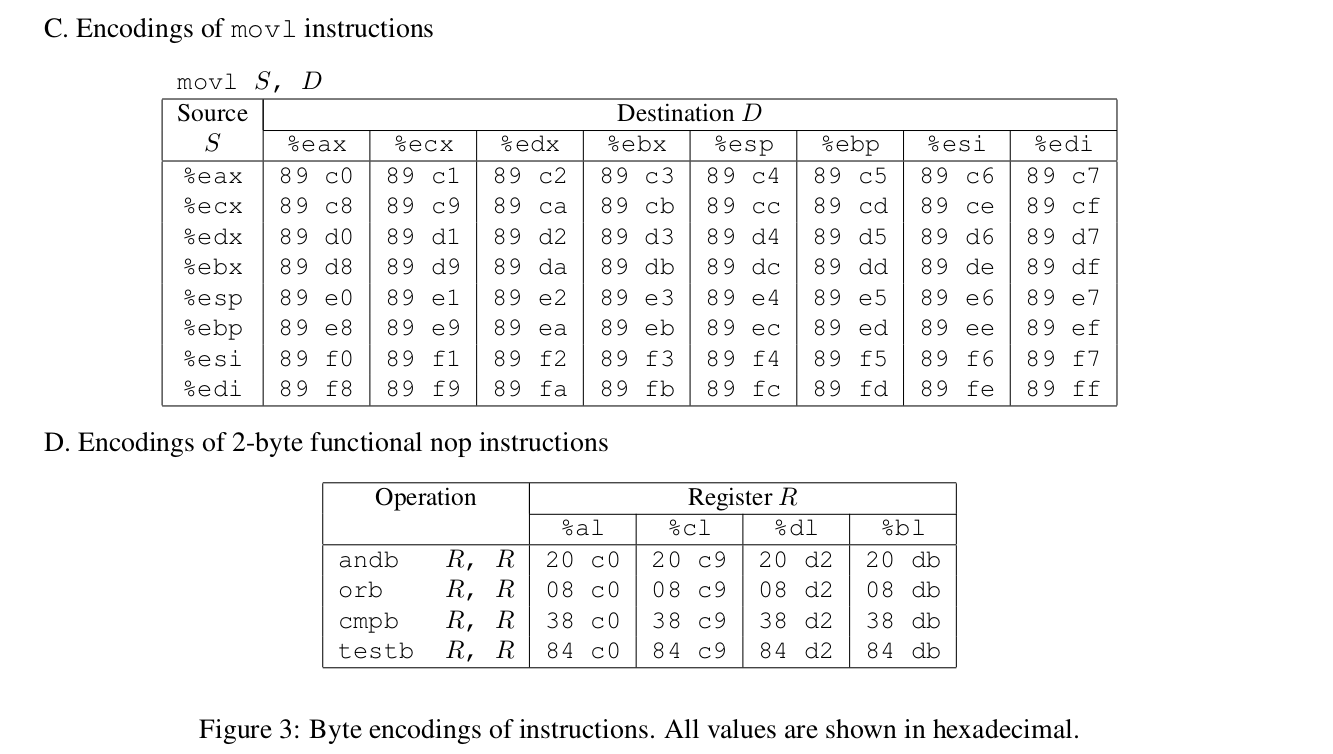 C. Encodings of movl instructions
movl S, D
Source Destination D
S %eax %ecx %edx %ebx %esp %ebp %esi %edi
%eax 89 c0 89 c1 89 c2 89 c3 89 c4 89 c5 89 c6 89 c7
%ecx 89 c8 89 c9 89 ca 89 cb 89 cc 89 cd 89 ce 89 cf
%edx 89 d0 89 d1 89 d2 89 d3 89 d4 89 d5 89 d6 89 d7
%ebx 89 d8 89 d9 89 da 89 db 89 dc 89 dd 89 de 89 df
%esp 89 e0 89 e1 89 e2 89 e3 89 e4 89 e5 89 e6 89 e7
%ebp 89 e8 89 e9 89 ea 89 eb 89 ec 89 ed 89 ee 89 ef
%esi 89 f0 89 f1 89 f2 89 f3 89 f4 89 f5 89 f6 89 f7
%edi 89 f8 89 f9 89 fa 89 fb 89 fc 89 fd 89 fe 89 ff
D. Encodings of 2-byte functional nop instructions
Operation Register R
%al %cl %dl %bl
andb R, R 20 c0 20 c9 20 d2 20 db
orb R, R 08 c0 08 c9 08 d2 08 db
cmpb R, R 38 c0 38 c9 38 d2 38 db
testb R, R 84 c0 84 c9 84 d2 84 db
Figure 3: Byte encodings of instructions. All values are shown in hexadecimal.